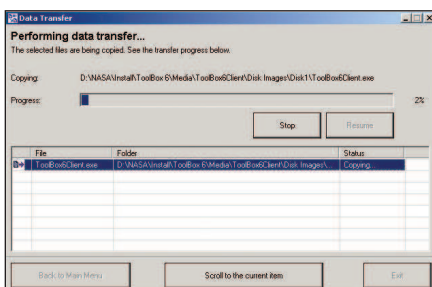 Data Transfer
Performing data transfer...
The selected files are being copied. See the transfer progress below.
Copying: D:\NASA\Install\ToolBox 6\Media\ToolBox6Client\Disk Images\Disk1\ToolBox6Client.exe
Progress: 2%
Stop Resume
File Folder Status
ToolBox6Client.exe D:\NASA\Install\ToolBox 6\Media\ToolBox6Client\Disk Images\... Copying...
Back to Main Menu Scroll to the current item Exit